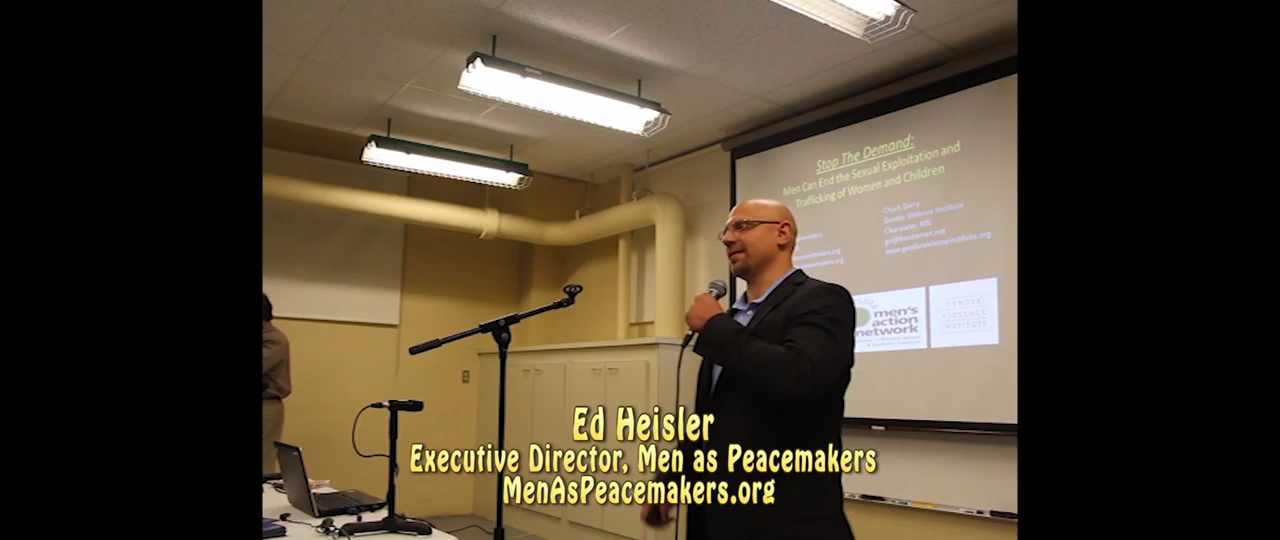 Stop The Demand:
Men Can End the Sexual Exploitation and
Trafficking of Women and Children
Chuck Derry
Gender Violence Institute
Clearwater, MN
www.genderviolenceinstitute.org
men's
action
network
GENDER
VIOLENCE
INSTITUTE
Ed Heisler
Executive Director, Men as Peacemakers
MenAsPeacemakers.org